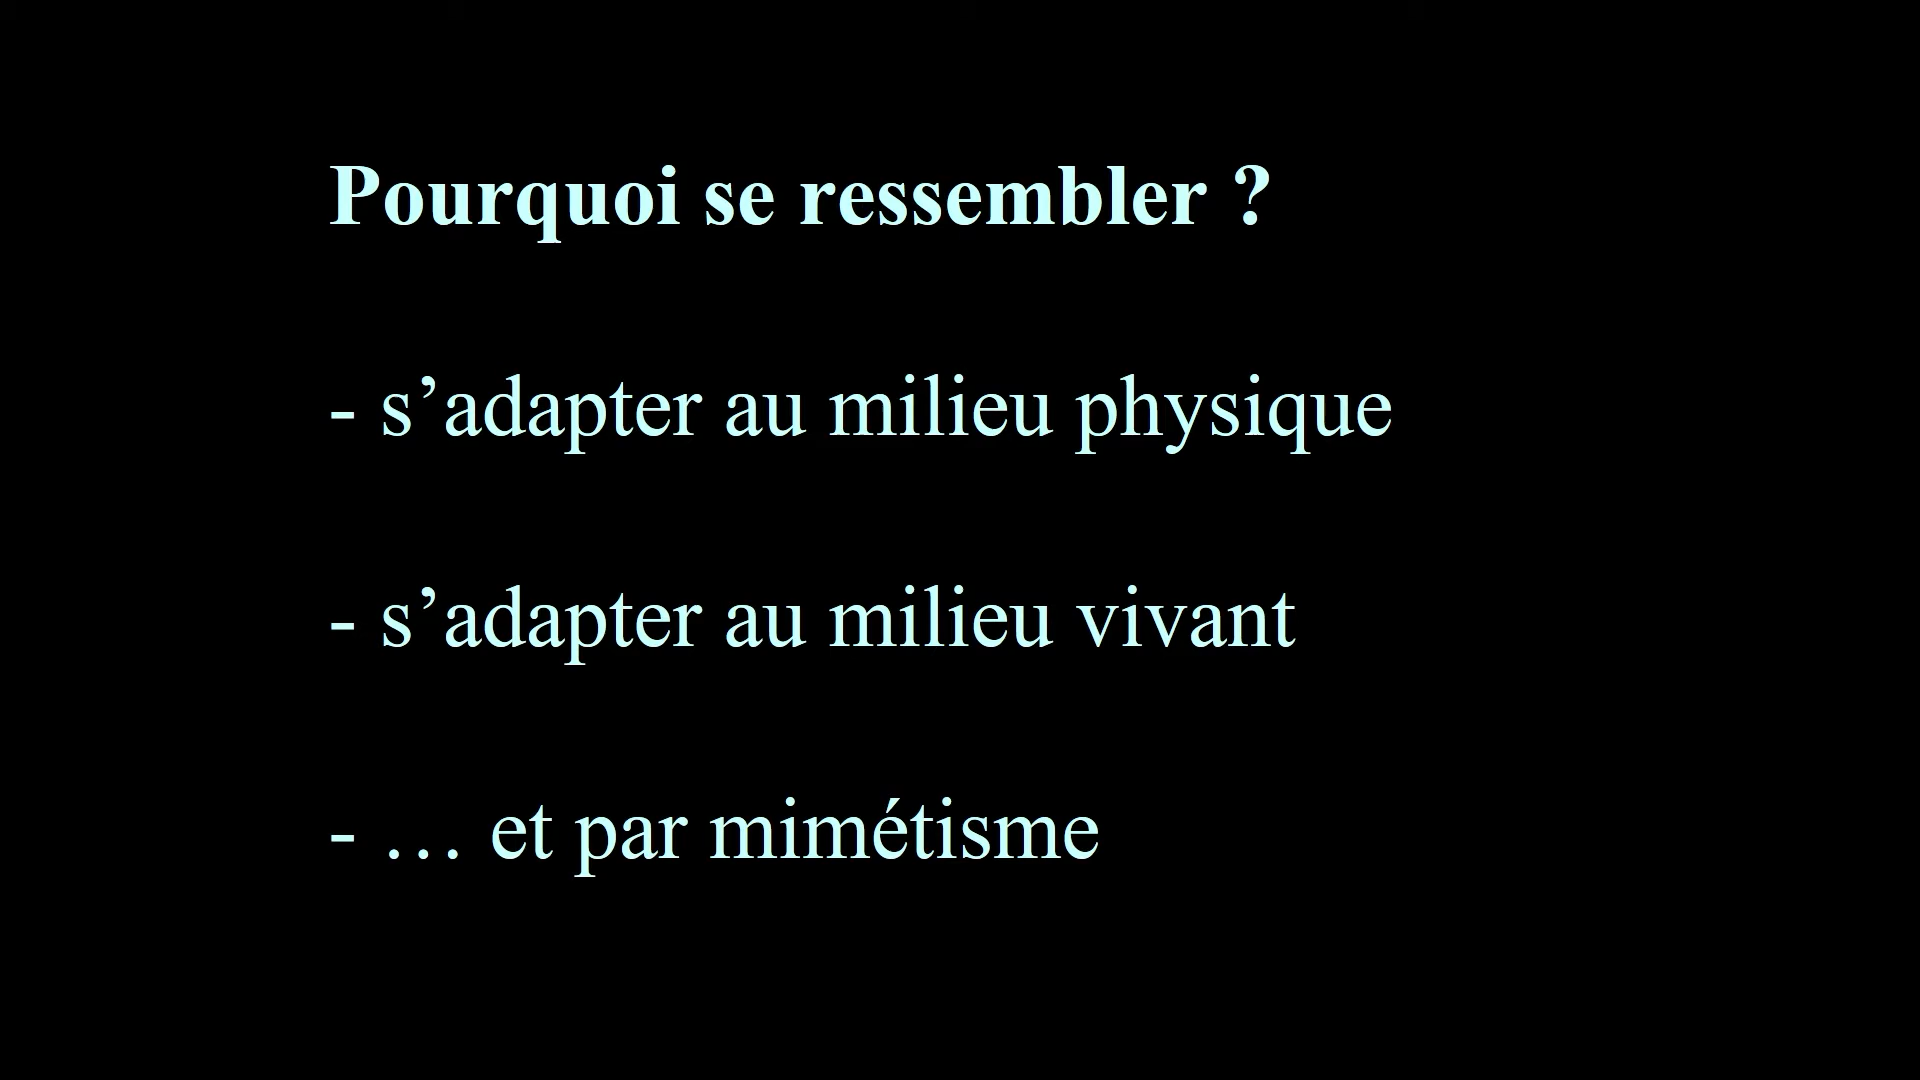 Pourquoi se ressembler ?
- s’adapter au milieu physique
- s’adapter au milieu vivant
- … et par mimétisme